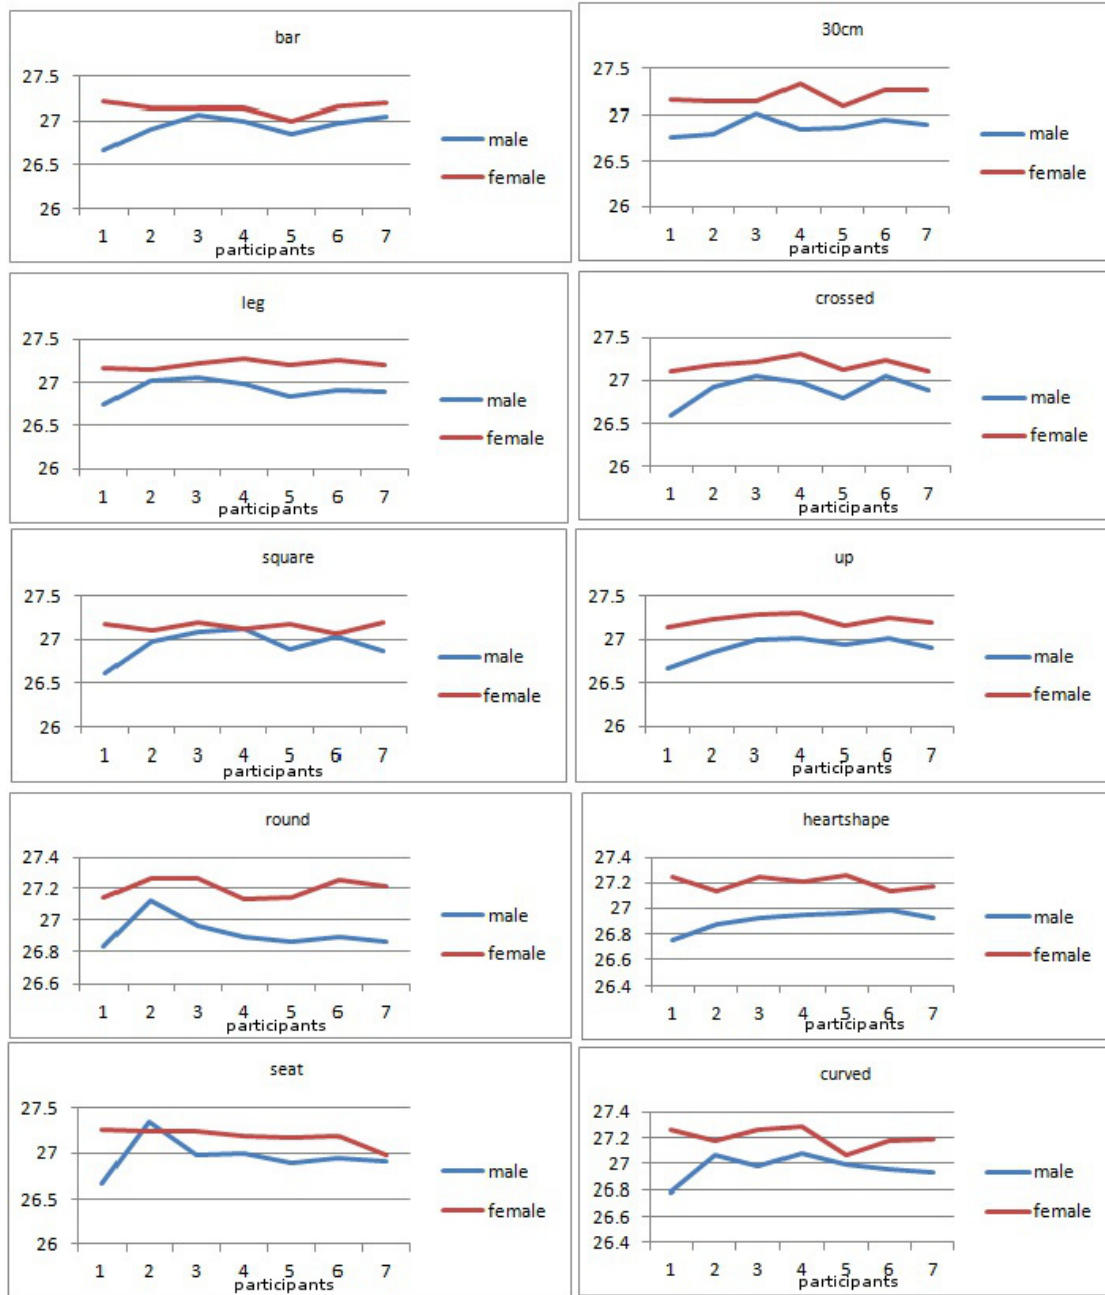 bar
27.5
27
26.5
26
1 2 3 4 5 6 7
participants
male
female
30cm
27.5
27
26.5
26
1 2 3 4 5 6 7
participants
male
female
leg
27.5
27
26.5
26
1 2 3 4 5 6 7
participants
male
female
crossed
27.5
27
26.5
26
1 2 3 4 5 6 7
participants
male
female
square
27.5
27
26.5
26
1 2 3 4 5 6 7
participants
male
female
up
27.5
27
26.5
26
1 2 3 4 5 6 7
participants
male
female
round
27.4
27.2
27
26.8
26.6
1 2 3 4 5 6 7
participants
male
female
heartshape
27.4
27.2
27
26.8
26.6
26.4
1 2 3 4 5 6 7
participants
male
female
seat
27.5
27
26.5
26
1 2 3 4 5 6 7
participants
male
female
curved
27.4
27.2
27
26.8
26.6
26.4
1 2 3 4 5 6 7
participants
male
female